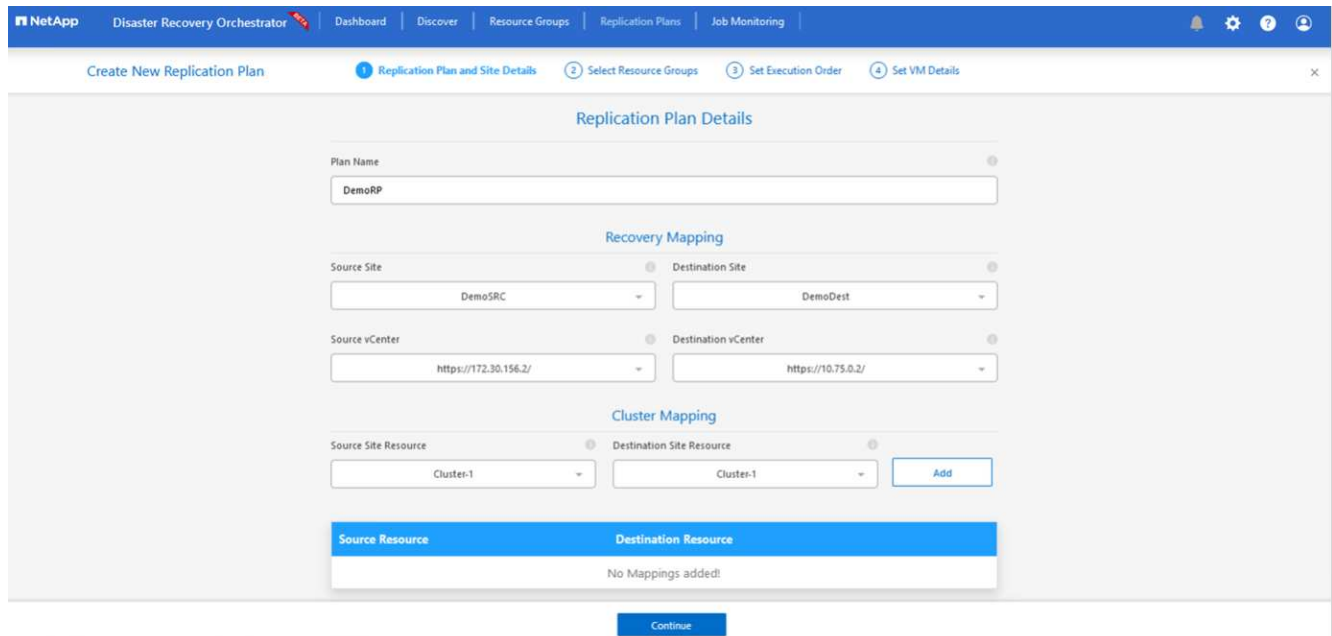 NetApp Disaster Recovery Orchestrator Dashboard Discover Resource Groups Replication Plans Job Monitoring ?
Create New Replication Plan 1 Replication Plan and Site Details 2 Select Resource Groups 3 Set Execution Order 4 Set VM Details
Replication Plan Details
Plan Name
DemoRP
Recovery Mapping
Source Site Destination Site
DemoSRC DemoDest
Source vCenter Destination vCenter
https://172.30.156.2/ https://10.75.0.2/
Cluster Mapping
Source Site Resource Destination Site Resource
Cluster-1 Cluster-1 Add
Source Resource Destination Resource
No Mappings added!
Continue